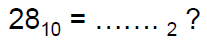 28₁₀ = ....... ₂ ?